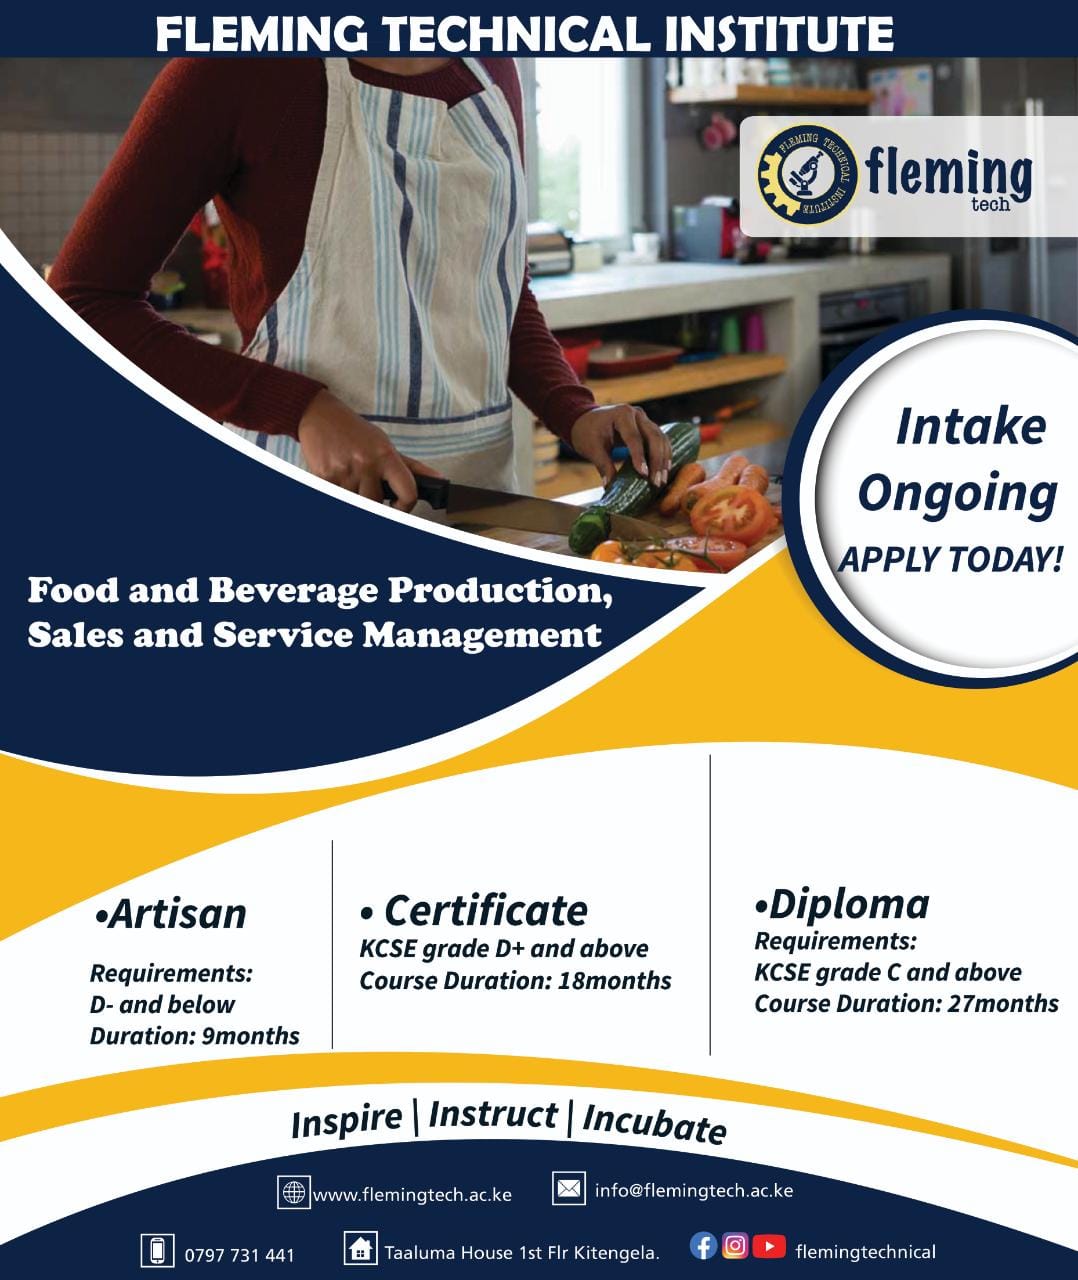 FLEMING TECHNICAL INSTITUTE
FLEMING TECHNICAL INSTITUTE
fleming
tech
Intake
Ongoing
APPLY TODAY!
Food and Beverage Production,
Sales and Service Management
•Artisan
Requirements:
D- and below
Duration: 9months
• Certificate
KCSE grade D+ and above
Course Duration: 18months
•Diploma
Requirements:
KCSE grade C and above
Course Duration: 27months
Inspire | Instruct | Incubate
www.flemingtech.ac.ke
info@flemingtech.ac.ke
0797 731 441
Taaluma House 1st Flr Kitengela.
flemingtechnical